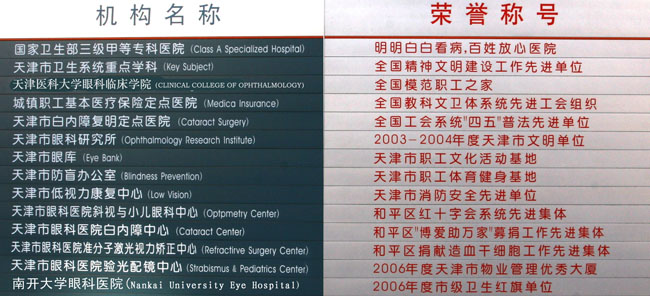 机构名称
国家卫生部三级甲等专科医院 (Class A Specialized Hospital)
天津市卫生系统重点学科 (Key Subject)
天津医科大学眼科临床学院 (CLINICAL COLLEGE OF OPHTHALMOLOGY)
城镇职工基本医疗保险定点医院 (Medica Insurance)
天津市白内障复明定点医院 (Cataract Surgery)
天津市眼科研究所 (Ophthalmology Research Institute)
天津市眼库 (Eye Bank)
天津市防盲办公室 (Blindness Prevention)
天津市低视力康复中心 (Low Vision)
天津市眼科医院斜视与小儿眼科中心 (Optpmetry Center)
天津市眼科医院白内障中心 (Cataract Center)
天津市眼科医院准分子激光视力矫正中心 (Refractive Surgery Center)
天津市眼科医院验光配镜中心 (Strabismus & Pediatrics Center)
南开大学眼科医院 (Nankai University Eye Hospital)
荣誉称号
明明白白看病,百姓放心医院
全国精神文明建设工作先进单位
全国模范职工之家
全国教科文卫体系统先进工会组织
全国工会系统"四五"普法先进单位
2003-2004年度天津市文明单位
天津市职工文化活动基地
天津市职工体育健身基地
天津市消防安全先进单位
和平区红十字会系统先进集体
和平区"博爱助万家"募捐工作先进集体
和平区捐献造血干细胞工作先进集体
2006年度天津市物业管理优秀大厦
2006年度市级卫生红旗单位